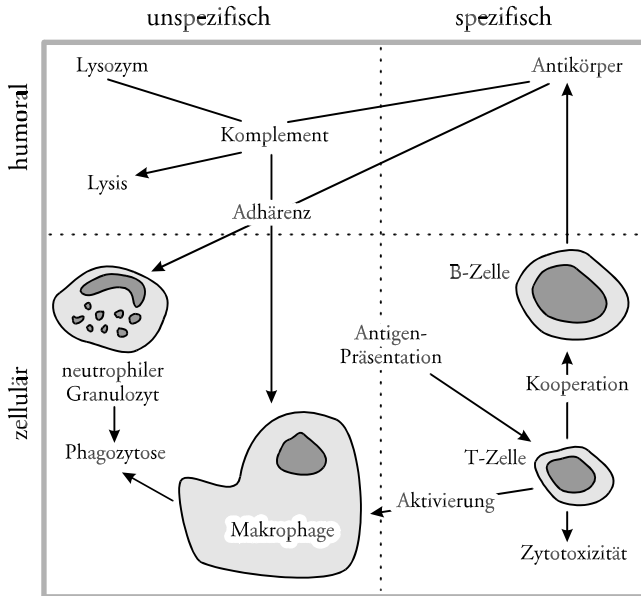 unspezifisch
spezifisch
humoral
Lysozym
Antikörper
Komplement
Lysis
Adhärenz
zellulär
B-Zelle
Antigen-
Präsentation
neutrophiler
Granulozyt
Kooperation
Phagozytose
T-Zelle
Aktivierung
Makrophage
Zytotoxizität